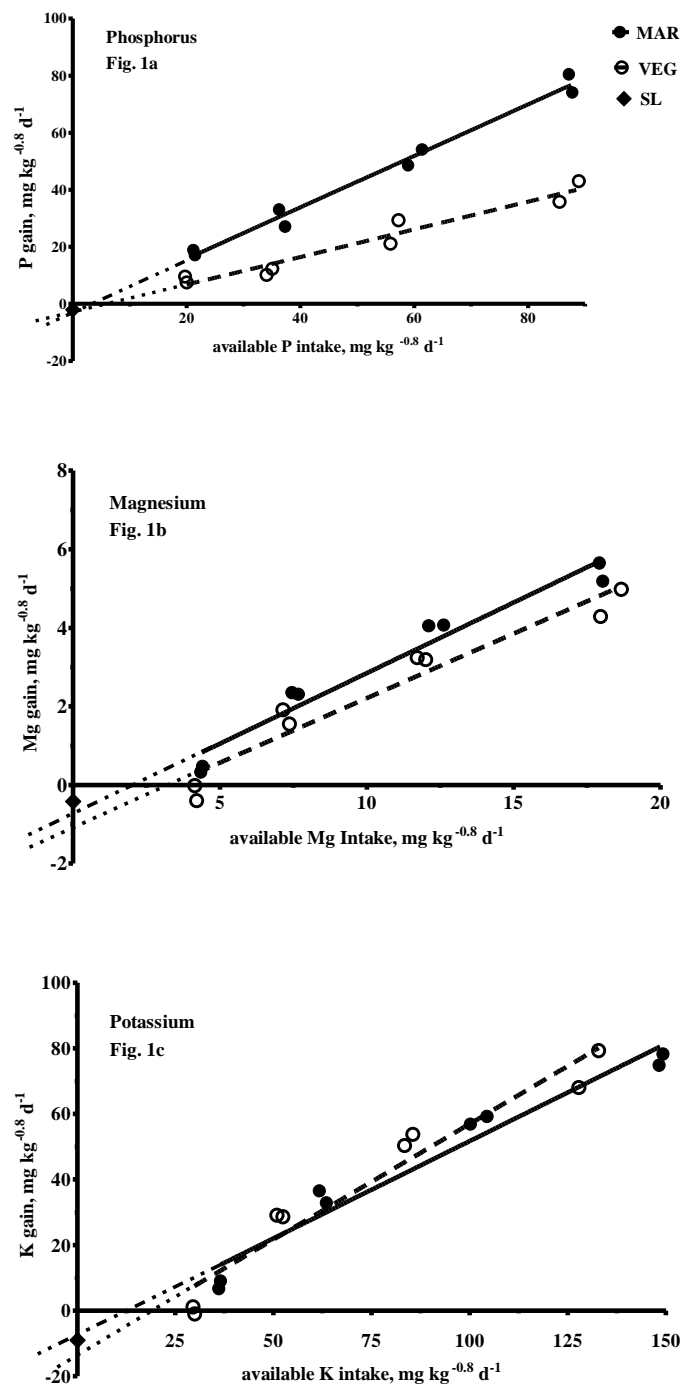 100
Phosphorus
Fig. 1a
MAR
VEG
SL
80
60
40
20
0
-20
P gain, mg kg-0.8 d-1
20 40 60 80
available P intake, mg kg -0.8 d-1
8
Magnesium
Fig. 1b
6
4
2
0
-2
Mg gain, mg kg-0.8 d-1
5 10 15 20
available Mg Intake, mg kg-0.8 d-1
100
Potassium
Fig. 1c
80
60
40
20
0
-20
K gain, mg kg-0.8 d-1
25 50 75 100 125 150
available K intake, mg kg-0.8 d-1